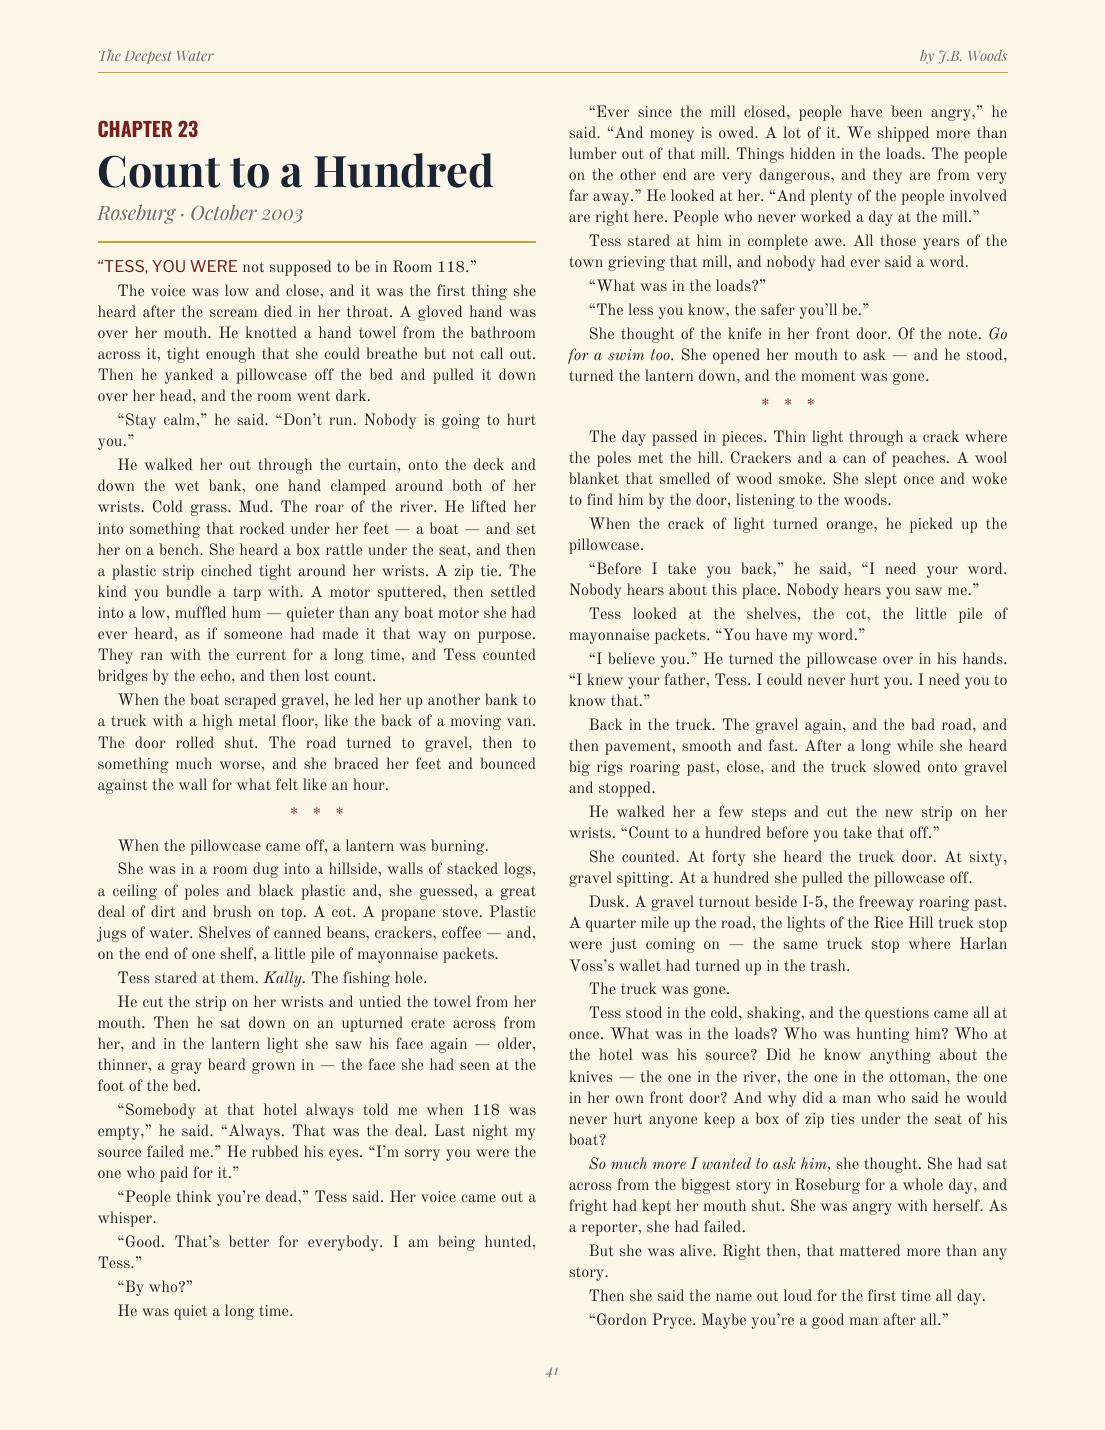 The Deepest Water
by J.B. Woods
CHAPTER 23
Count to a Hundred
Roseburg · October 2003
“TESS, YOU WERE not supposed to be in Room 118.”
The voice was low and close, and it was the first thing she
heard after the scream died in her throat. A gloved hand was
over her mouth. He knotted a hand towel from the bathroom
across it, tight enough that she could breathe but not call out.
Then he yanked a pillowcase off the bed and pulled it down
over her head, and the room went dark.
“Stay calm,” he said. “Don’t run. Nobody is going to hurt
you.”
He walked her out through the curtain, onto the deck and
down the wet bank, one hand clamped around both of her
wrists. Cold grass. Mud. The roar of the river. He lifted her
into something that rocked under her feet — a boat — and set
her on a bench. She heard a box rattle under the seat, and then
a plastic strip cinched tight around her wrists. A zip tie. The
kind you bundle a tarp with. A motor sputtered, then settled
into a low, muffled hum — quieter than any boat motor she had
ever heard, as if someone had made it that way on purpose.
They ran with the current for a long time, and Tess counted
bridges by the echo, and then lost count.
When the boat scraped gravel, he led her up another bank to
a truck with a high metal floor, like the back of a moving van.
The door rolled shut. The road turned to gravel, then to
something much worse, and she braced her feet and bounced
against the wall for what felt like an hour.
* * *
When the pillowcase came off, a lantern was burning.
She was in a room dug into a hillside, walls of stacked logs,
a ceiling of poles and black plastic and, she guessed, a great
deal of dirt and brush on top. A cot. A propane stove. Plastic
jugs of water. Shelves of canned beans, crackers, coffee — and,
on the end of one shelf, a little pile of mayonnaise packets.
Tess stared at them. Kally. The fishing hole.
He cut the strip on her wrists and untied the towel from her
mouth. Then he sat down on an upturned crate across from
her, and in the lantern light she saw his face again — older,
thinner, a gray beard grown in — the face she had seen at the
foot of the bed.
“Somebody at that hotel always told me when 118 was
empty,” he said. “Always. That was the deal. Last night my
source failed me.” He rubbed his eyes. “I’m sorry you were the
one who paid for it.”
“People think you’re dead,” Tess said. Her voice came out a
whisper.
“Good. That’s better for everybody. I am being hunted,
Tess.”
“By who?”
He was quiet a long time.
“Ever since the mill closed, people have been angry,” he
said. “And money is owed. A lot of it. We shipped more than
lumber out of that mill. Things hidden in the loads. The people
on the other end are very dangerous, and they are from very
far away.” He looked at her. “And plenty of the people involved
are right here. People who never worked a day at the mill.”
Tess stared at him in complete awe. All those years of the
town grieving that mill, and nobody had ever said a word.
“What was in the loads?”
“The less you know, the safer you’ll be.”
She thought of the knife in her front door. Of the note. Go
for a swim too. She opened her mouth to ask — and he stood,
turned the lantern down, and the moment was gone.
* * *
The day passed in pieces. Thin light through a crack where
the poles met the hill. Crackers and a can of peaches. A wool
blanket that smelled of wood smoke. She slept once and woke
to find him by the door, listening to the woods.
When the crack of light turned orange, he picked up the
pillowcase.
“Before I take you back,” he said, “I need your word.
Nobody hears about this place. Nobody hears you saw me.”
Tess looked at the shelves, the cot, the little pile of
mayonnaise packets. “You have my word.”
“I believe you.” He turned the pillowcase over in his hands.
“I knew your father, Tess. I could never hurt you. I need you to
know that.”
Back in the truck. The gravel again, and the bad road, and
then pavement, smooth and fast. After a long while she heard
big rigs roaring past, close, and the truck slowed onto gravel
and stopped.
He walked her a few steps and cut the new strip on her
wrists. “Count to a hundred before you take that off.”
She counted. At forty she heard the truck door. At sixty,
gravel spitting. At a hundred she pulled the pillowcase off.
Dusk. A gravel turnout beside I-5, the freeway roaring past.
A quarter mile up the road, the lights of the Rice Hill truck stop
were just coming on — the same truck stop where Harlan
Voss’s wallet had turned up in the trash.
The truck was gone.
Tess stood in the cold, shaking, and the questions came all at
once. What was in the loads? Who was hunting him? Who at
the hotel was his source? Did he know anything about the
knives — the one in the river, the one in the ottoman, the one
in her own front door? And why did a man who said he would
never hurt anyone keep a box of zip ties under the seat of his
boat?
So much more I wanted to ask him, she thought. She had sat
across from the biggest story in Roseburg for a whole day, and
fright had kept her mouth shut. She was angry with herself. As
a reporter, she had failed.
But she was alive. Right then, that mattered more than any
story.
Then she said the name out loud for the first time all day.
“Gordon Pryce. Maybe you’re a good man after all.”
41